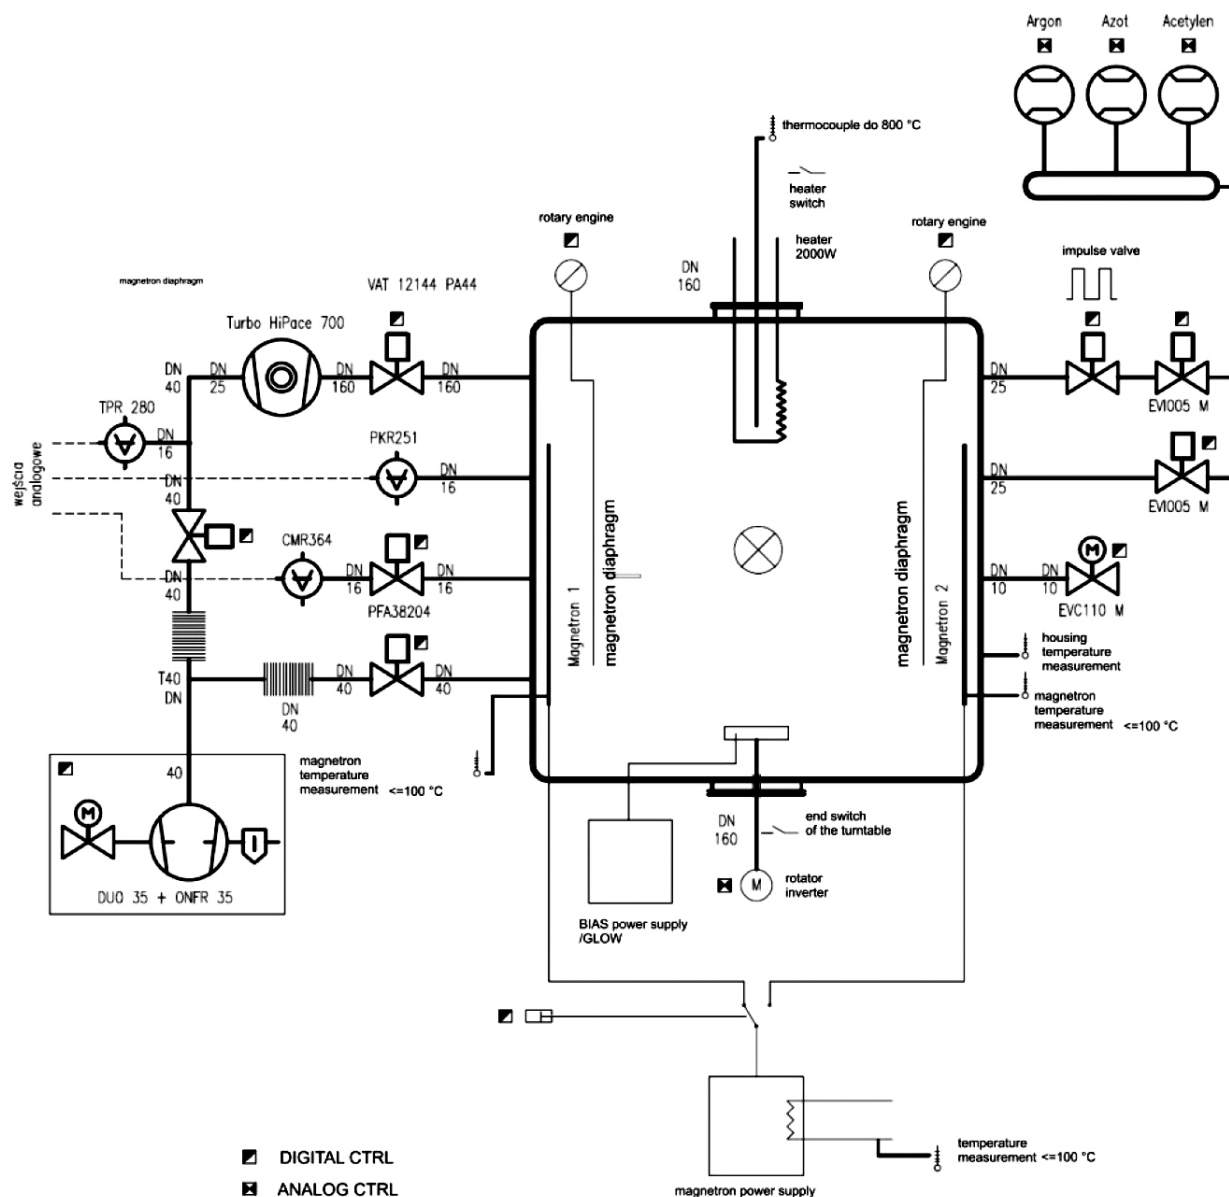 Argon
Azot
Acetylen
thermocouple do 800 °C
heater
switch
rotary engine
heater
2000W
DN
160
rotary engine
impulse valve
magnetron diaphragm
VAT 12144 PA44
Turbo HiPace 700
DN
40
DN
25
DN
160
DN
160
DN
25
EVI005 M
TPR 280
DN
16
PKR251
DN
16
wejścia
analogowe
DN
40
DN
25
EVI005 M
CMR364
DN
40
DN
16
DN
16
PFA38204
Magnetron 1
magnetron diaphragm
magnetron diaphragm
Magnetron 2
DN
10
DN
10
M
EVC110 M
housing
temperature
measurement
T40
DN
DN
40
DN
40
DN
40
magnetron
temperature
measurement <=100 °C
magnetron
temperature
measurement <=100 °C
40
M
DUO 35 + ONFR 35
DN
160
end switch
of the turntable
M
rotator
inverter
BIAS power supply
/GLOW
temperature
measurement <=100 °C
magnetron power supply
DIGITAL CTRL
ANALOG CTRL